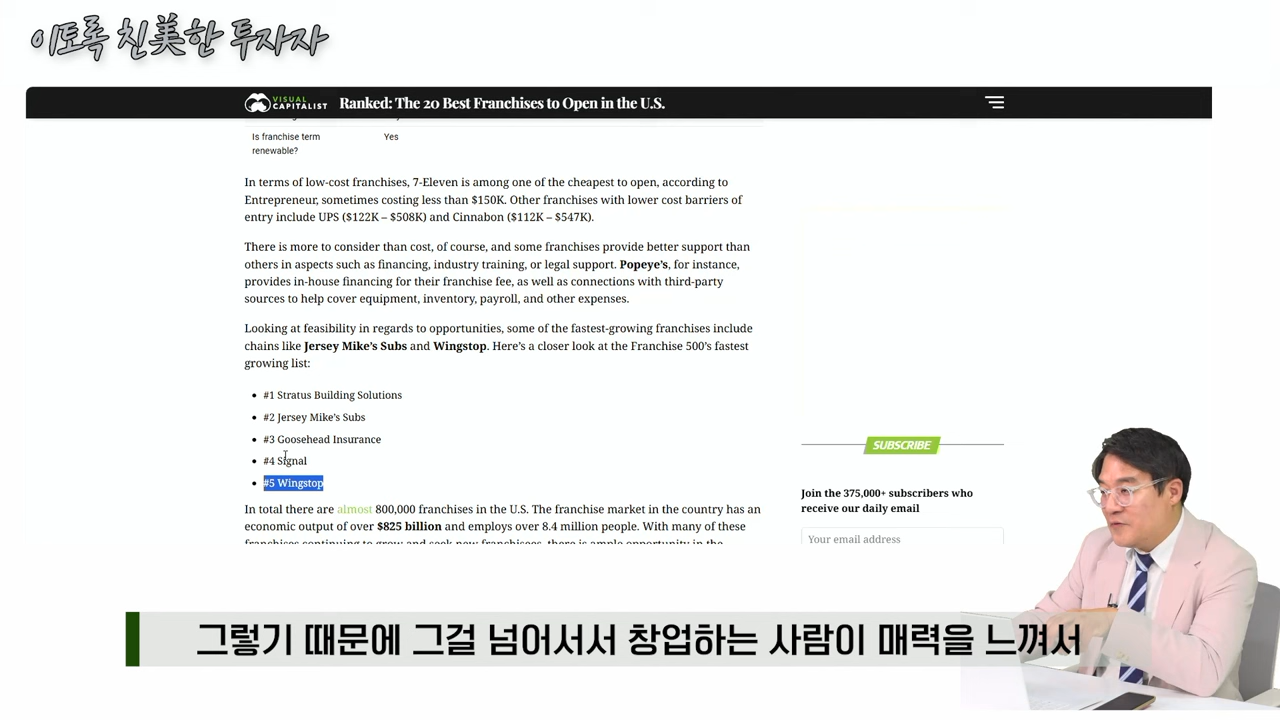 이토록 친美한 투자자
VISUAL
CAPITALIST
Ranked: The 20 Best Franchises to Open in the U.S.
Is franchise term
renewable?
Yes
In terms of low-cost franchises, 7-Eleven is among one of the cheapest to open, according to
Entrepreneur, sometimes costing less than $150K. Other franchises with lower cost barriers of
entry include UPS ($122K – $508K) and Cinnabon ($112K – $547K).
There is more to consider than cost, of course, and some franchises provide better support than
others in aspects such as financing, industry training, or legal support. Popeye's, for instance,
provides in-house financing for their franchise fee, as well as connections with third-party
sources to help cover equipment, inventory, payroll, and other expenses.
Looking at feasibility in regards to opportunities, some of the fastest-growing franchises include
chains like Jersey Mike's Subs and Wingstop. Here's a closer look at the Franchise 500's fastest
growing list:
• #1 Stratus Building Solutions
• #2 Jersey Mike's Subs
• #3 Goosehead Insurance
• #4 Signal
• #5 Wingstop
In total there are almost 800,000 franchises in the U.S. The franchise market in the country has an
economic output of over $825 billion and employs over 8.4 million people. With many of these
franchises continuing to grow and seek new franchisees, there is ample opportunity in the
SUBSCRIBE
Join the 375,000+ subscribers who
receive our daily email
Your email address
그렇기 때문에 그걸 넘어서서 창업하는 사람이 매력을 느껴서